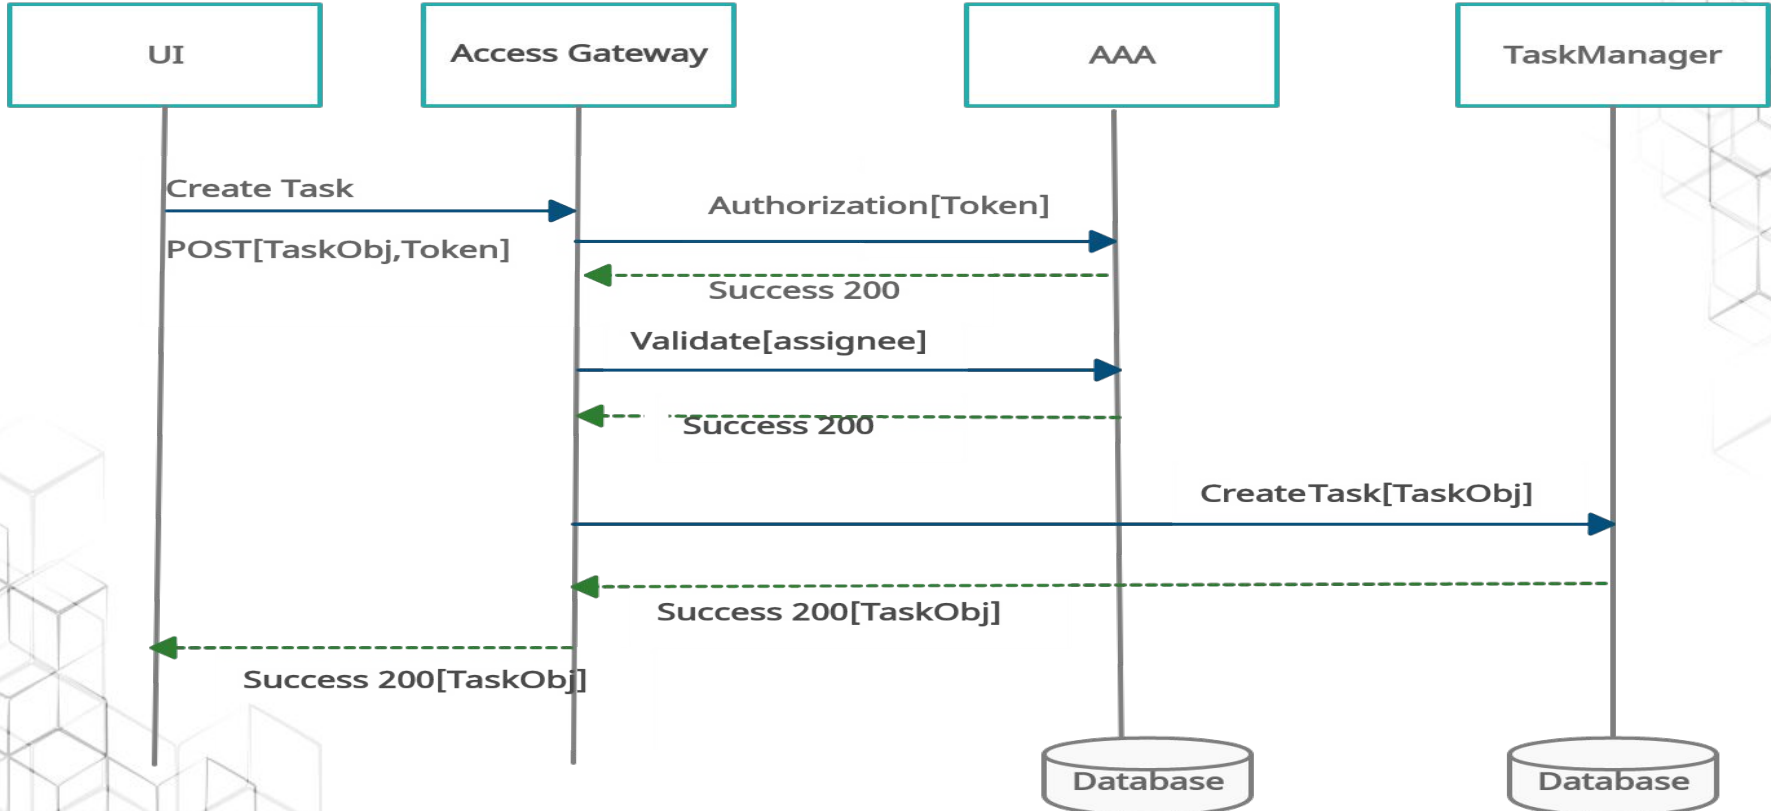 UI
Access Gateway
AAA
TaskManager
Create Task
Authorization[Token]
POST[TaskObj,Token]
Success 200
Validate[assignee]
Success 200
CreateTask[TaskObj]
Success 200[TaskObj]
Success 200[TaskObj]
Database
Database